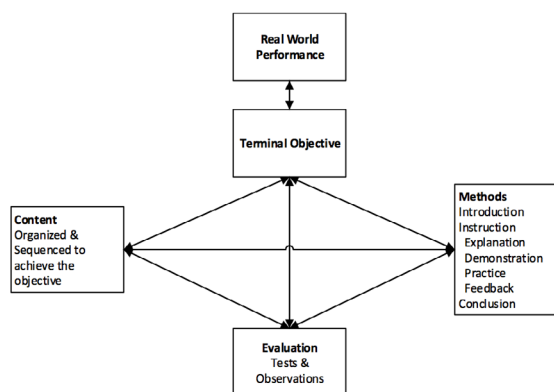 Real World
Performance
Terminal Objective
Content
Organized &
Sequenced to
achieve the
objective
Methods
Introduction
Instruction
Explanation
Demonstration
Practice
Feedback
Conclusion
Evaluation
Tests &
Observations